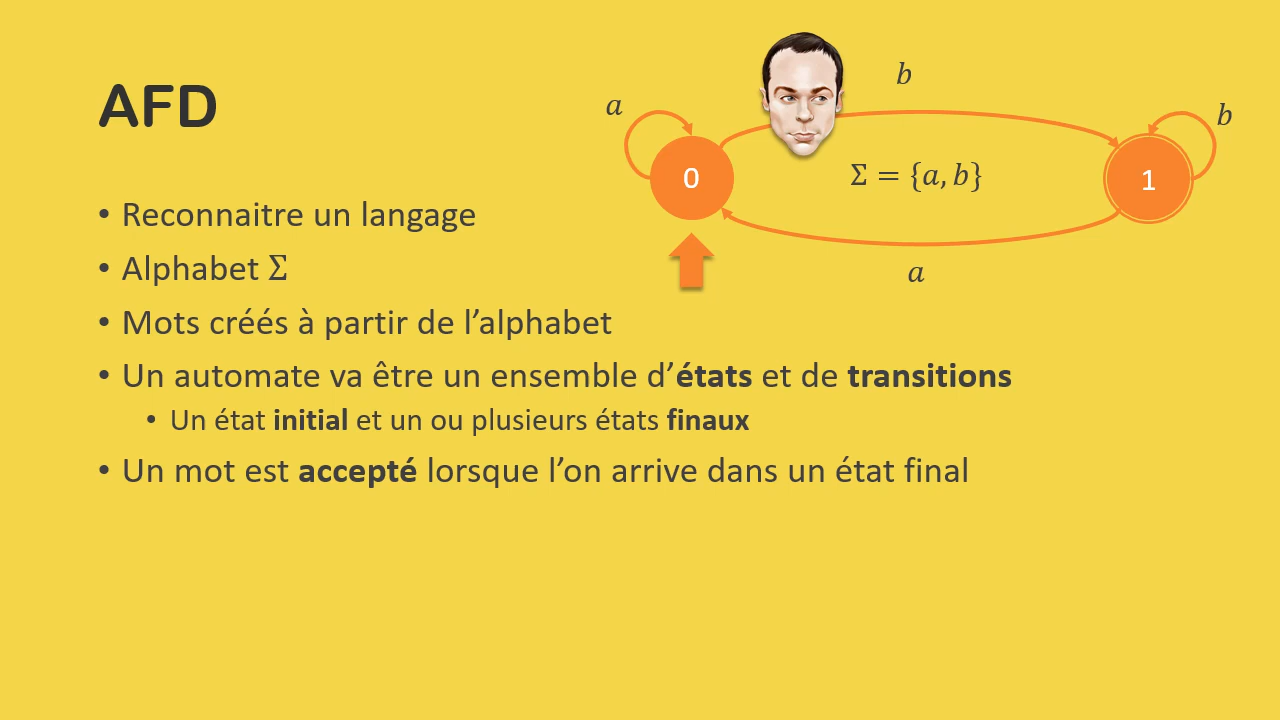 AFD
• Reconnaitre un langage
• Alphabet Σ
• Mots créés à partir de l’alphabet
• Un automate va être un ensemble d’états et de transitions
• Un état initial et un ou plusieurs états finaux
• Un mot est accepté lorsque l’on arrive dans un état final
a
b
b
0
Σ = {a, b}
1
a